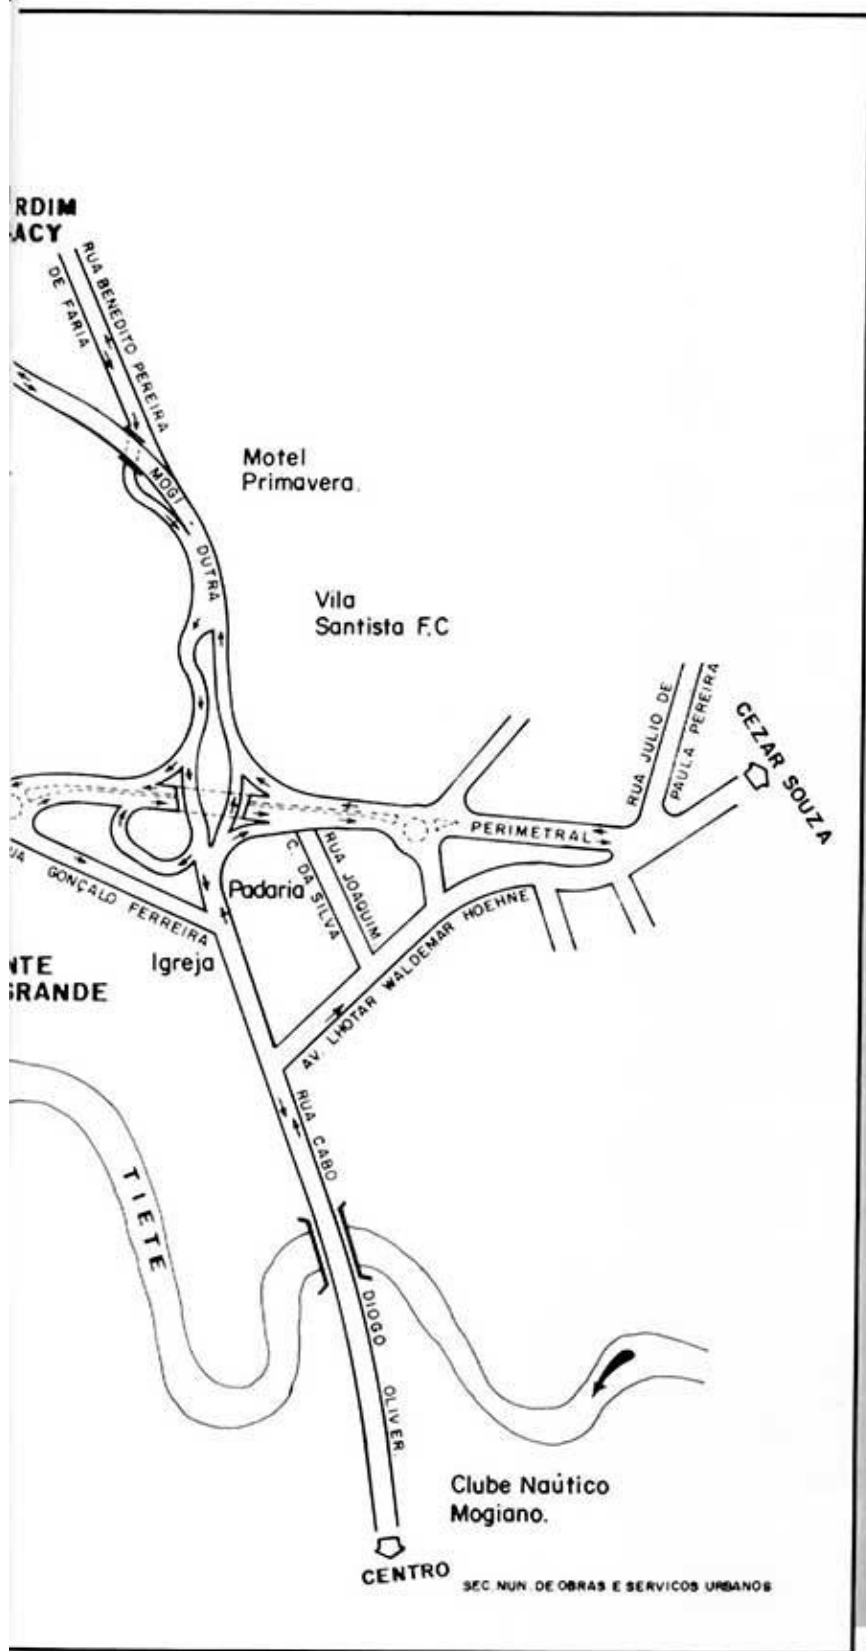 RDIM
ACY
RUA BENEDITO PEREIRA
DE FARIA
MOGI - DUTRA
Motel
Primavera.
Vila
Santista F.C
RUA JULIO DE
PAULA PEREIRA
CEZAR SOUZA
PERIMETRAL
UA GONÇALO FERREIRA
Padaria
RUA JOAQUIM
C. DA SILVA
Igreja
NTE
GRANDE
AV. LHOTAR WALDEMAR HOEHNE
RUA CABO DIOGO OLIVER.
TIETE
Clube Naútico
Mogiano.
CENTRO
SEC. NUN. DE OBRAS E SERVICOS URBANOS